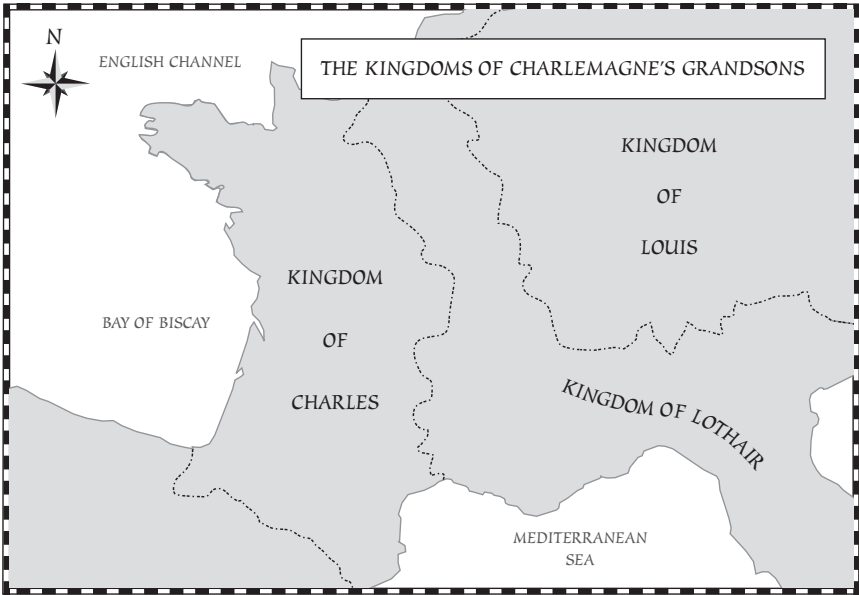 N
ENGLISH CHANNEL
THE KINGDOMS OF CHARLEMAGNE'S GRANDSONS
KINGDOM
OF
LOUIS
KINGDOM
OF
CHARLES
BAY OF BISCAY
KINGDOM OF LOTHAIR
MEDITERRANEAN
SEA